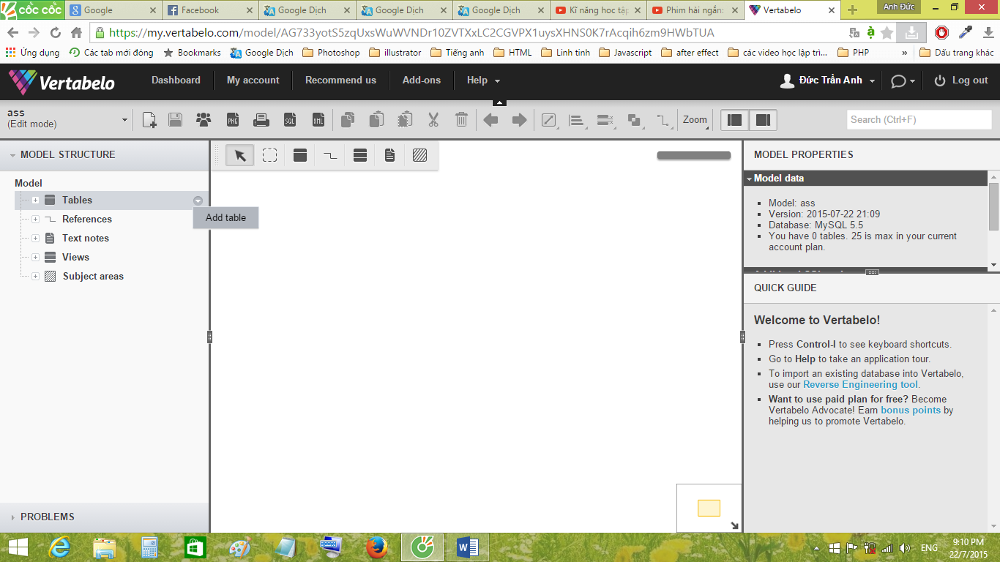 CỐC CỐC
Google
Facebook
Google Dịch
Google Dịch
Google Dịch
Kĩ năng học tập
Phim hài ngắn:
Vertabelo
Anh Đức
https://my.vertabelo.com/model/AG733yotS5zqUxsWuWVNDr10ZVTXxLC2CGVPX1uysXHNS0K7rAcqih6zm9HWbTUA
Ứng dụng
Các tab mới đóng
Bookmarks
Google Dịch
Photoshop
illustrator
Tiếng anh
HTML
Linh tinh
Javascript
after effect
các video học lập trì...
PHP
»
Dấu trang khác
Vertabelo
Dashboard
My account
Recommend us
Add-ons
Help
Đức Trần Anh
Log out
ass
(Edit mode)
PNG
SQL
XML
Zoom
Search (Ctrl+F)
MODEL STRUCTURE
Model
Tables
Add table
References
Text notes
Views
Subject areas
PROBLEMS
MODEL PROPERTIES
Model data
Model: ass
Version: 2015-07-22 21:09
Database: MySQL 5.5
You have 0 tables. 25 is max in your current
account plan.
QUICK GUIDE
Welcome to Vertabelo!
Press Control-I to see keyboard shortcuts.
Go to Help to take an application tour.
To import an existing database into Vertabelo,
use our Reverse Engineering tool.
Want to use paid plan for free? Become
Vertabelo Advocate! Earn bonus points by
helping us to promote Vertabelo.
ENG
9:10 PM
22/7/2015